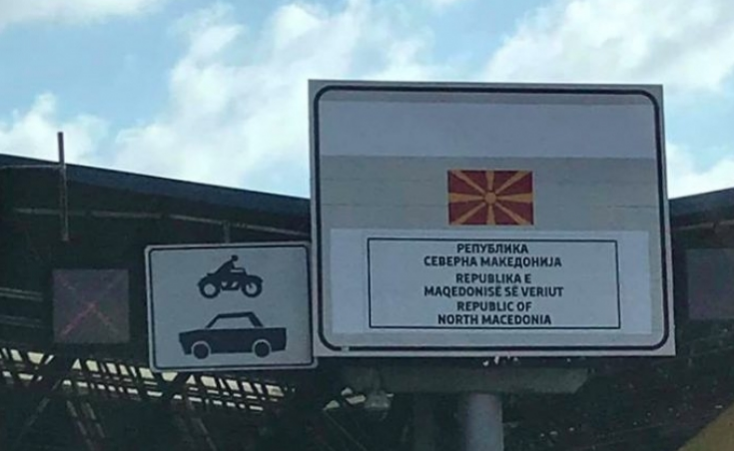 РЕПУБЛИКА
СЕВЕРНА МАКЕДОНИЈА
REPUBLIKA E
MAQEDONISË SË VERIUT
REPUBLIC OF
NORTH MACEDONIA